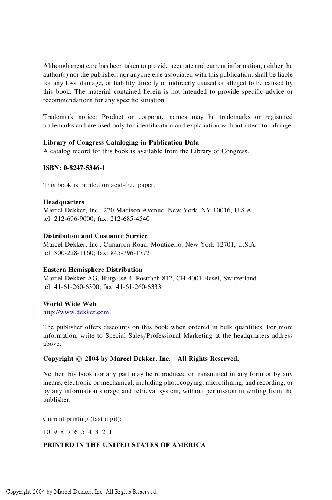 Although great care has been taken to provide accurate and current information, neither the
author(s) nor the publisher, nor anyone else associated with this publication, shall be liable
for any loss, damage, or liability directly or indirectly caused or alleged to be caused by
this book. The material contained herein is not intended to provide specific advice or
recommendations for any specific situation.
Trademark notice: Product or corporate names may be trademarks or registered
trademarks and are used only for identification and explanation without intent to infringe.
Library of Congress Cataloging-in-Publication Data
A catalog record for this book is available from the Library of Congress.
ISBN: 0-8247-5346-1
This book is printed on acid-free paper.
Headquarters
Marcel Dekker, Inc., 270 Madison Avenue, New York, NY 10016, U.S.A.
tel: 212-696-9000; fax: 212-685-4540
Distribution and Customer Service
Marcel Dekker, Inc., Cimarron Road, Monticello, New York 12701, U.S.A.
tel: 800-228-1160; fax: 845-796-1772
Eastern Hemisphere Distribution
Marcel Dekker AG, Hutgasse 4, Postfach 812, CH-4001 Basel, Switzerland
tel: 41-61-260-6300; fax: 41-61-260-6333
World Wide Web
http://www.dekker.com
The publisher offers discounts on this book when ordered in bulk quantities. For more
information, write to Special Sales/Professional Marketing at the headquarters address
above.
Copyright © 2004 by Marcel Dekker, Inc. All Rights Reserved.
Neither this book nor any part may be reproduced or transmitted in any form or by any
means, electronic or mechanical, including photocopying, microfilming, and recording, or
by any information storage and retrieval system, without permission in writing from the
publisher.
Current printing (last digit):
10 9 8 7 6 5 4 3 2 1
PRINTED IN THE UNITED STATES OF AMERICA
Copyright 2004 by Marcel Dekker, Inc. All Rights Reserved.